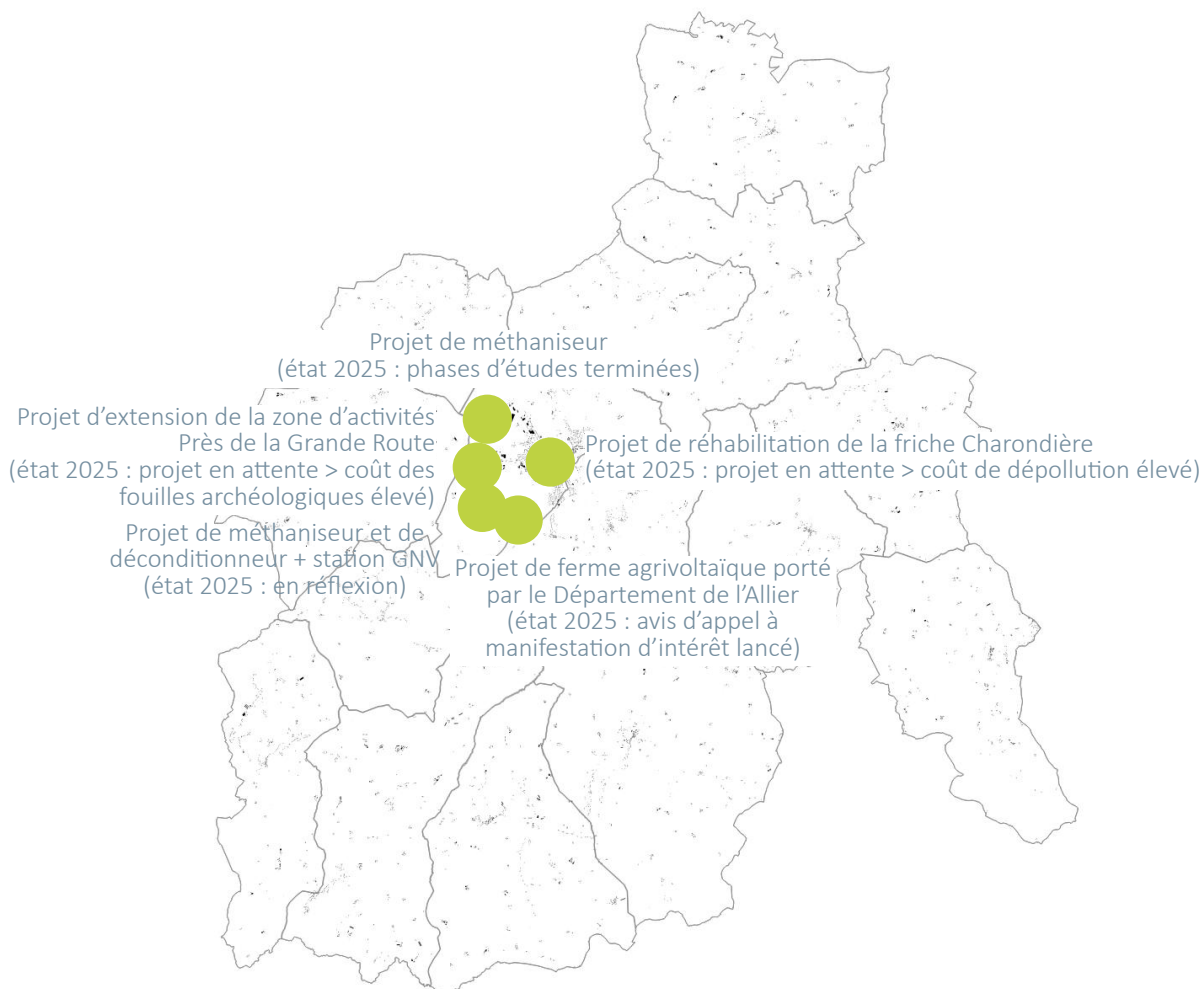 Projet de méthaniseur
(état 2025 : phases d’études terminées)
Projet d’extension de la zone d’activités
Près de la Grande Route
(état 2025 : projet en attente > coût des
fouilles archéologiques élevé)
Projet de réhabilitation de la friche Charondière
(état 2025 : projet en attente > coût de dépollution élevé)
Projet de méthaniseur et de
déconditionneur + station GNV
(état 2025 : en réflexion)
Projet de ferme agrivoltaïque porté
par le Département de l’Allier
(état 2025 : avis d’appel à
manifestation d’intérêt lancé)